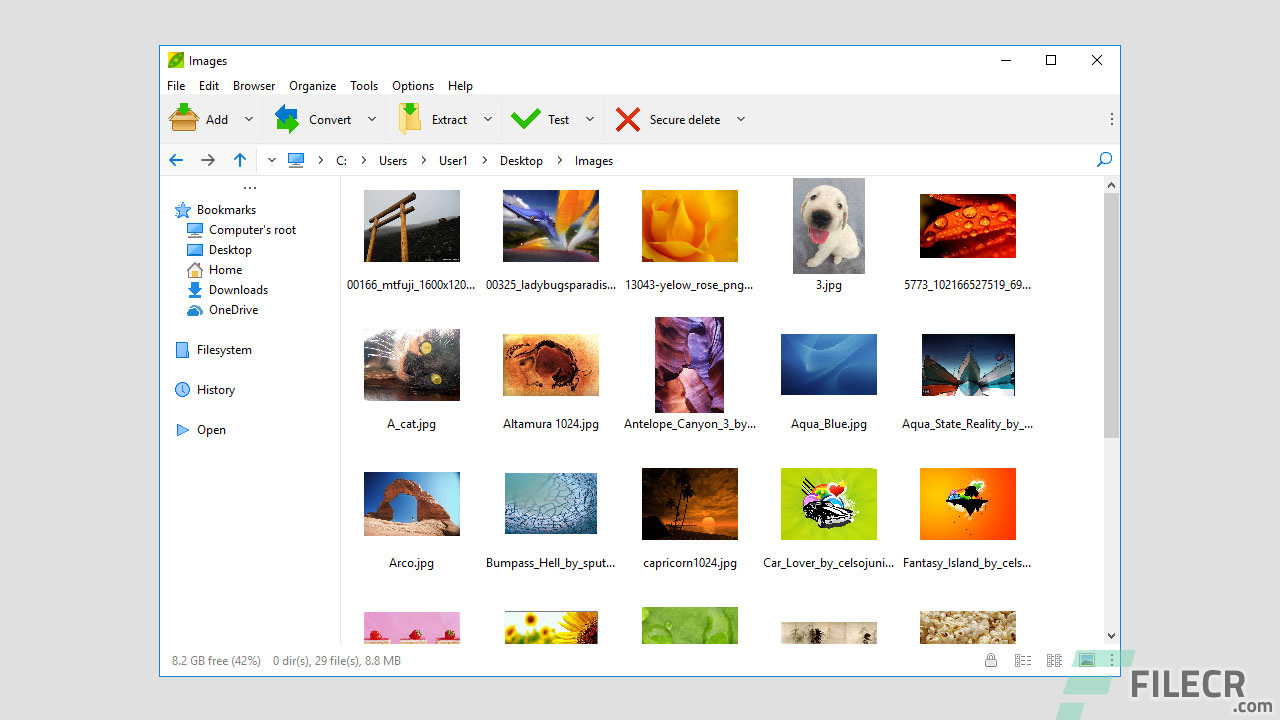 Images
File Edit Browser Organize Tools Options Help
Add Convert Extract Test Secure delete
C: Users User1 Desktop Images
...
Bookmarks
Computer's root
Desktop
Home
Downloads
OneDrive
Filesystem
History
Open
00166_mtfuji_1600x120... 00325_ladybugsparadis... 13043-yelow_rose_png... 3.jpg 5773_102166527519_69...
A_cat.jpg Altamura 1024.jpg Antelope_Canyon_3_by... Aqua_Blue.jpg Aqua_State_Reality_by_...
Arco.jpg Bumpass_Hell_by_sput... capricorn1024.jpg Car_Lover_by_celsojuni... Fantasy_Island_by_cels...
8.2 GB free (42%) 0 dir(s), 29 file(s), 8.8 MB
FILECR
.com